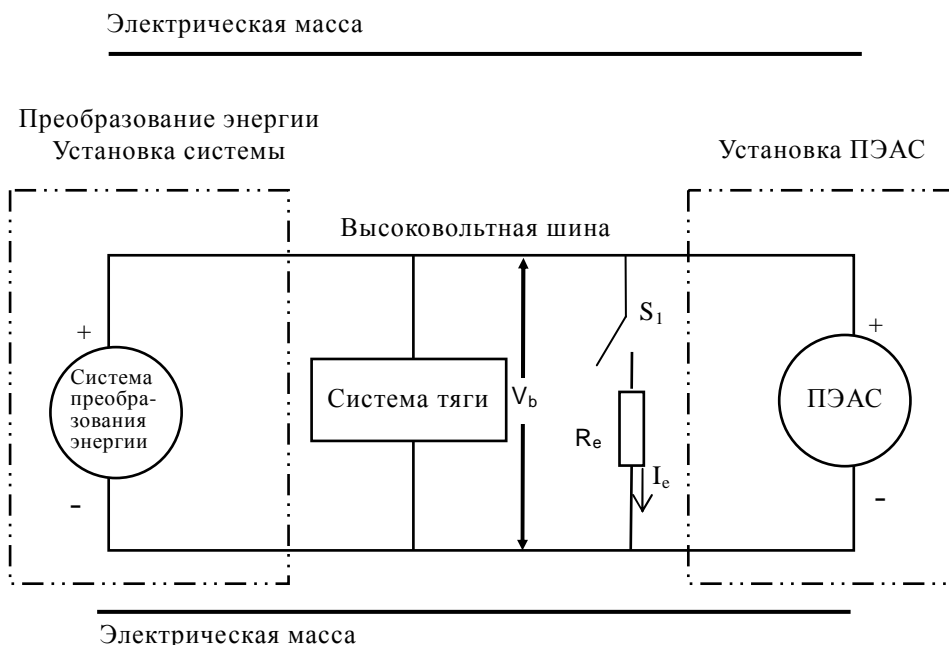 Электрическая масса
Преобразование энергии
Установка системы
Установка ПЭАС
Высоковольтная шина
+
S1
+
Система
преобра-
зования
энергии
Система тяги
Vb
Re
ПЭАС
Ie
-
-
Электрическая масса